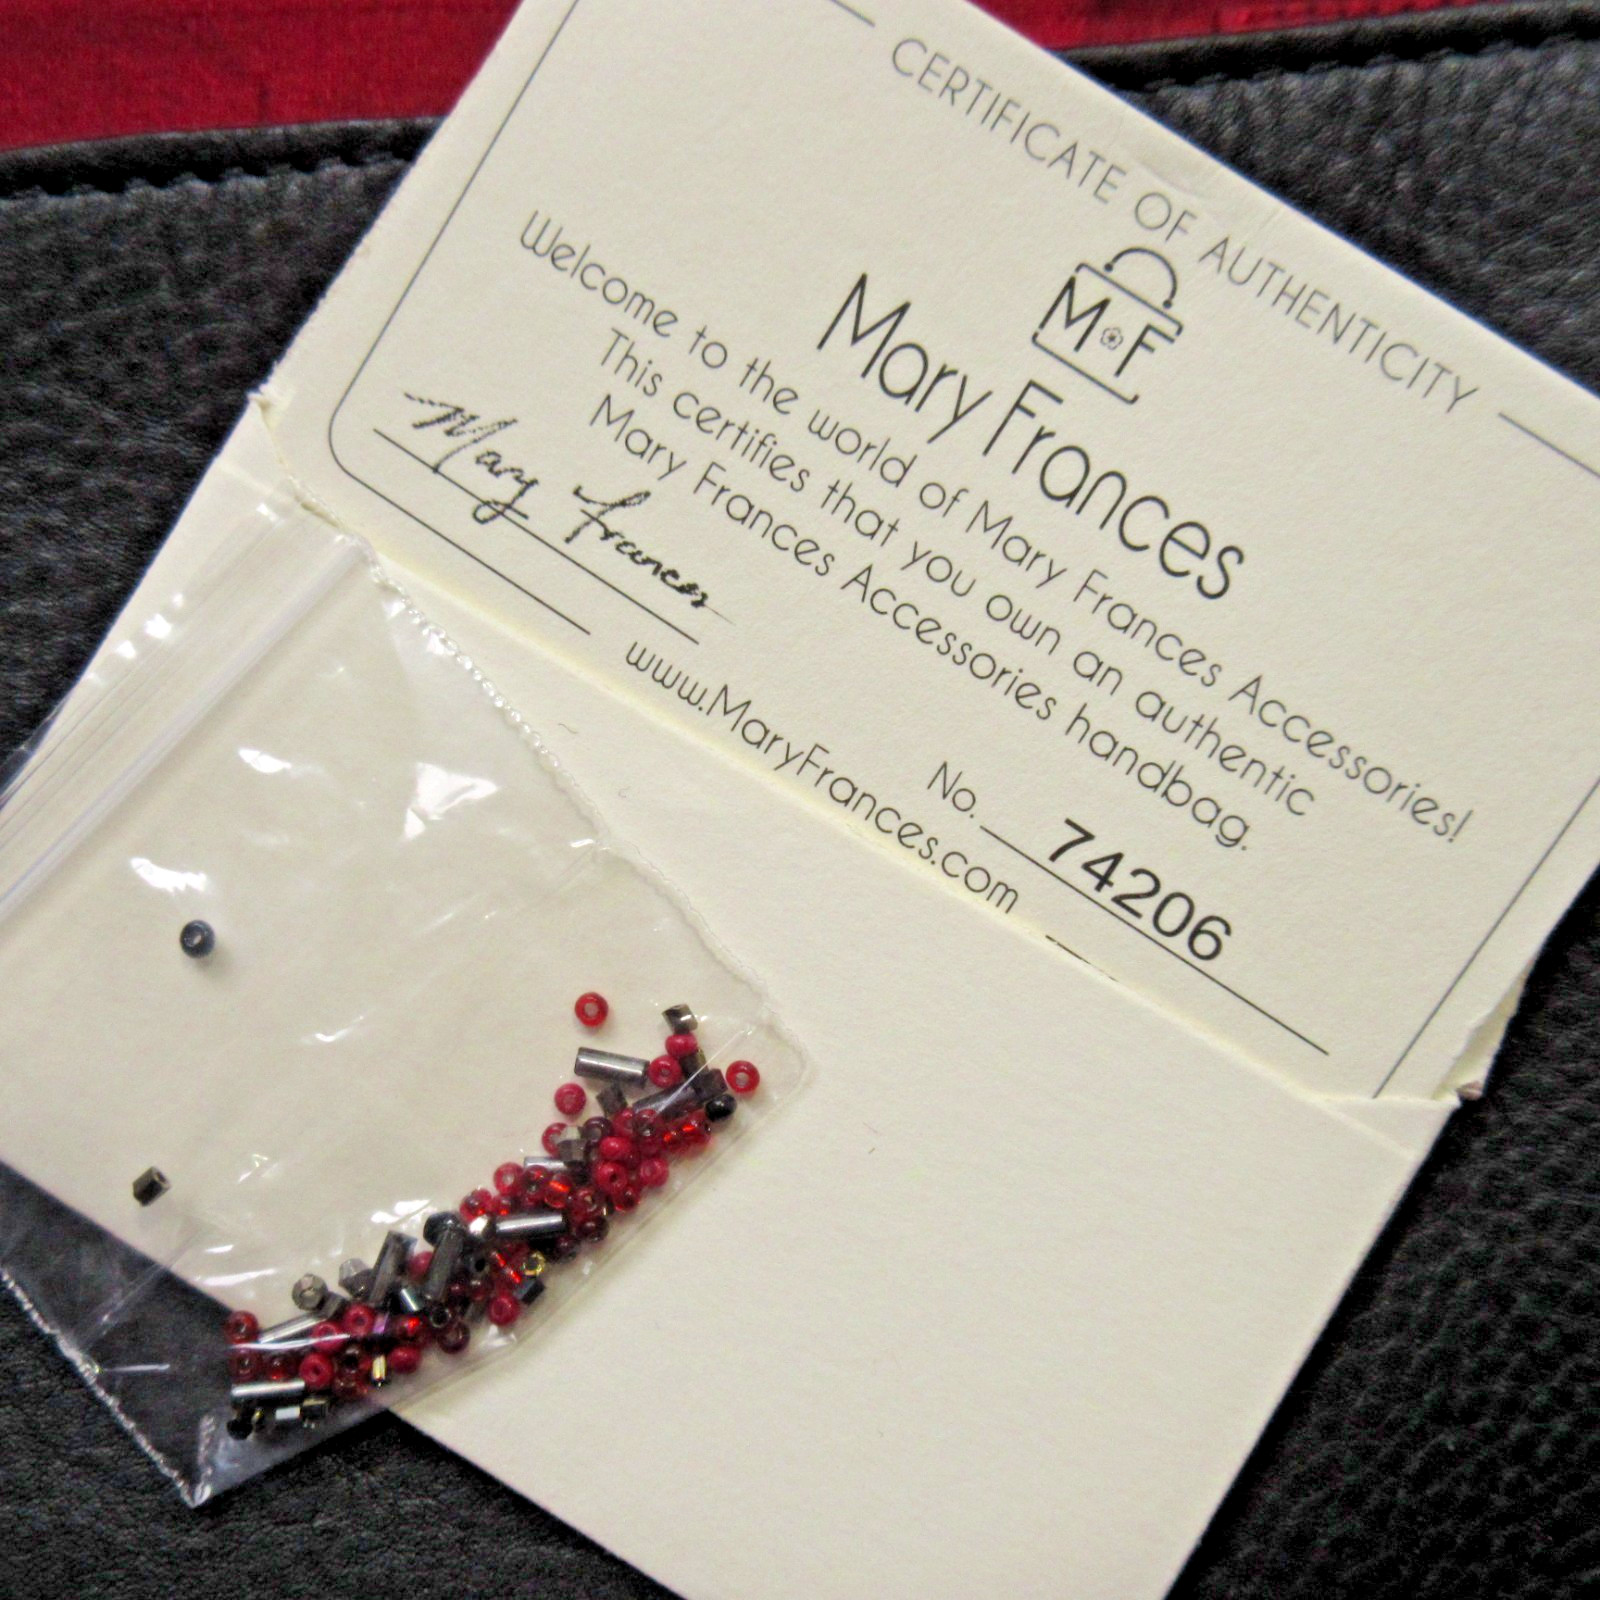 CERTIFICATE OF AUTHENTICITY
M F
Mary Frances
Welcome to the world of Mary Frances Accessories!
This certifies that you own an authentic
Mary Frances Accessories handbag.
Mary Frances
No. 74206
www.MaryFrances.com